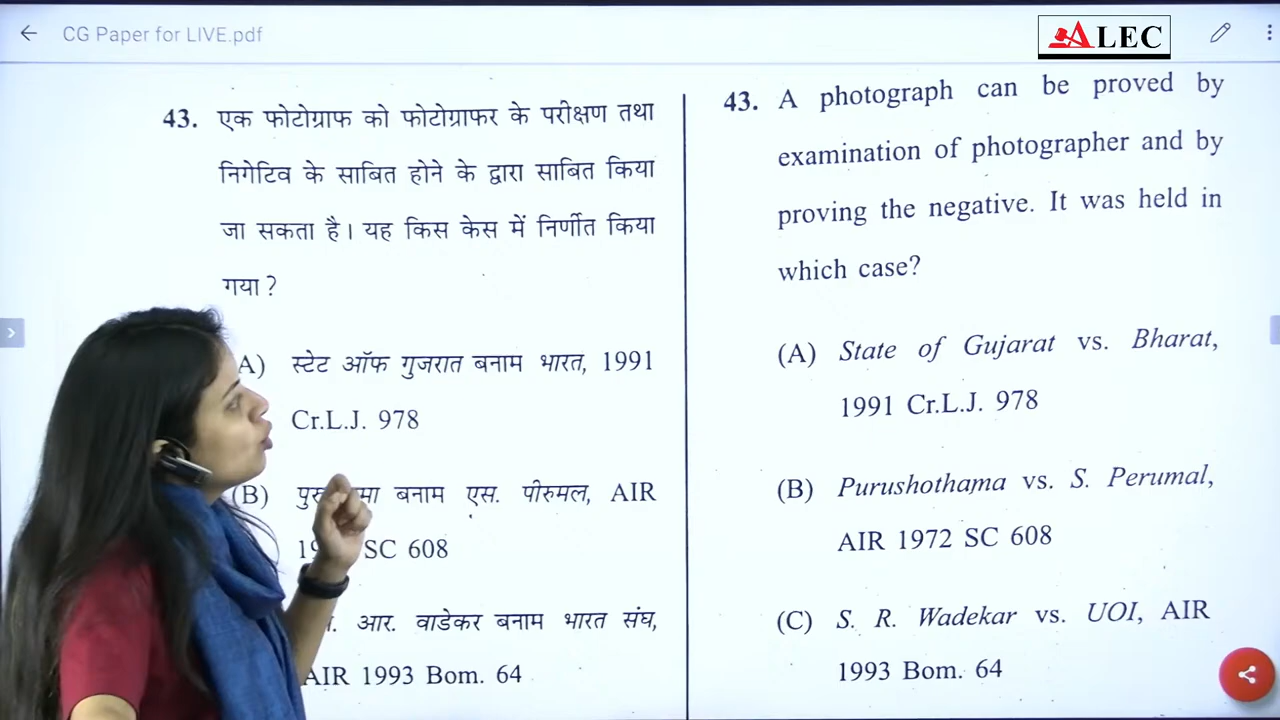 CG Paper for LIVE.pdf
ALEC
43. एक फोटोग्राफ को फोटोग्राफर के परीक्षण तथा
निगेटिव के साबित होने के द्वारा साबित किया
जा सकता है। यह किस केस में निर्णीत किया
गया ?
A) स्टेट ऑफ गुजरात बनाम भारत, 1991
Cr.L.J. 978
(B) बनाम एस. पीरुमल, AIR
SC 608
आर. वाडेकर बनाम भारत संघ,
AIR 1993 Bom. 64
43. A photograph can be proved by
examination of photographer and by
proving the negative. It was held in
which case?
(A) State of Gujarat vs. Bharat,
1991 Cr.L.J. 978
(B) Purushothama vs. S. Perumal,
AIR 1972 SC 608
(C) S. R. Wadekar vs. UOI, AIR
1993 Bom. 64